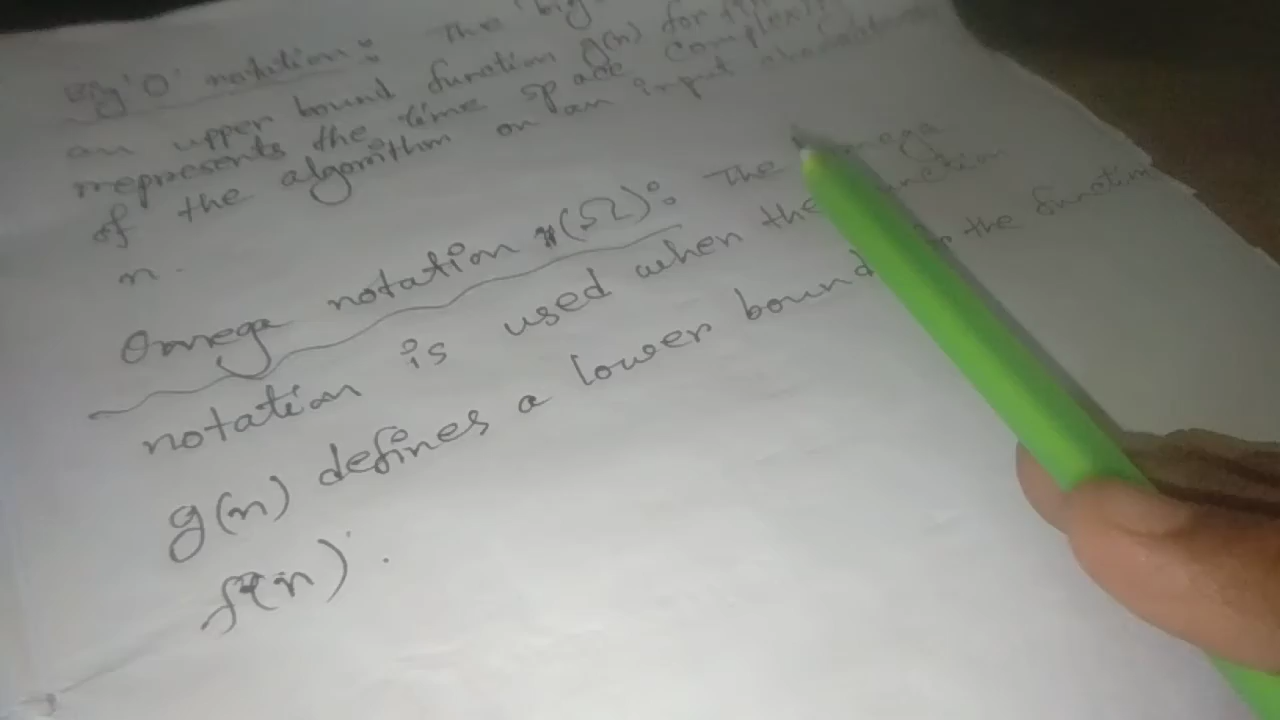 Big 'O' notation: The big
an upper bound function g(n) for
represents the time space
of the algorithm on an input
n.
Omega notation (Ω): The
notation is used when the function
g(n) defines a lower bound the function
f(n).